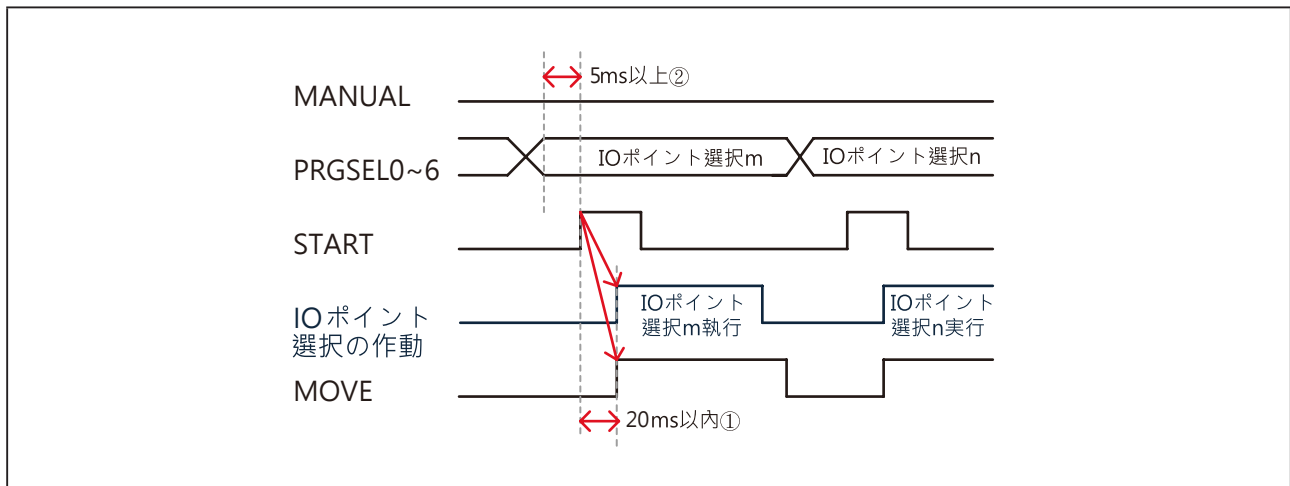 5ms以上②
MANUAL
PRGSEL0~6
IOポイント選択m
IOポイント選択n
START
IOポイント
選択の作動
IOポイント
選択m執行
IOポイント
選択n実行
MOVE
20ms以內①